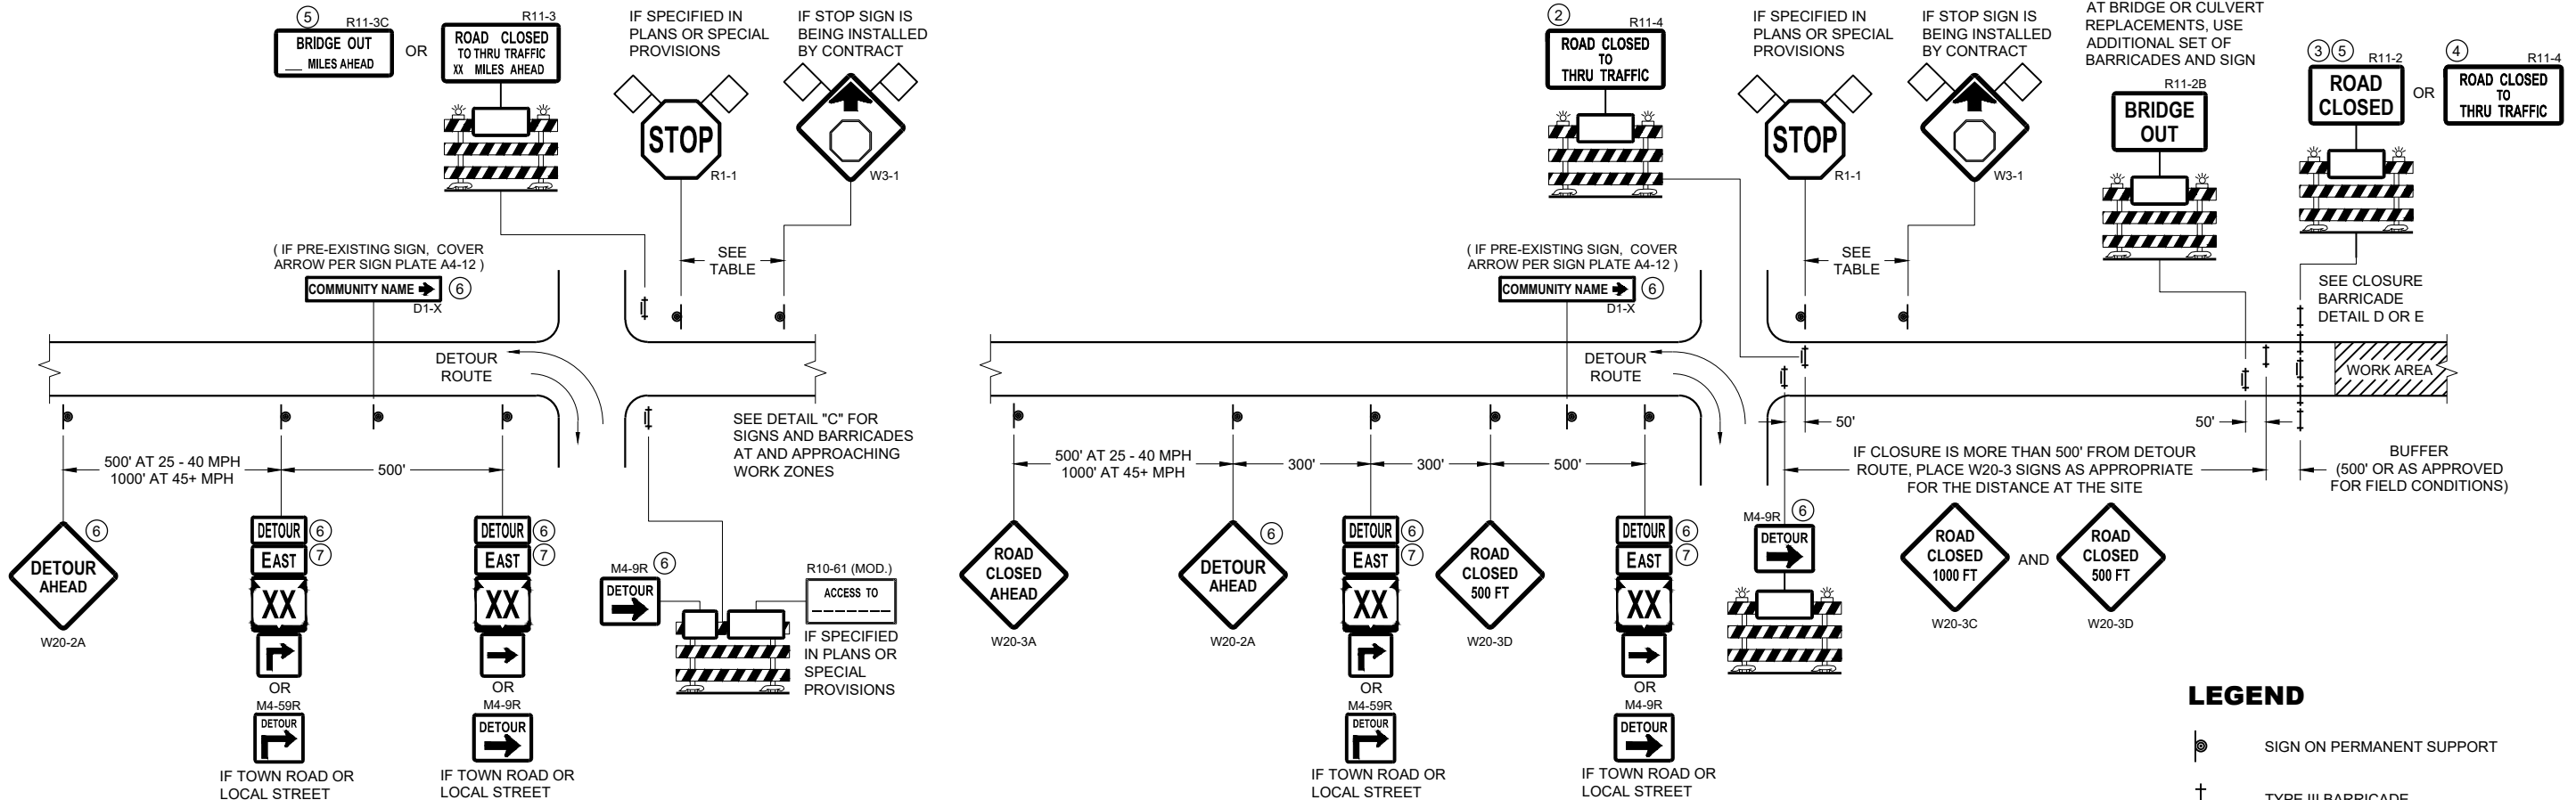 5
R11-3C
BRIDGE OUT
___ MILES AHEAD
OR
R11-3
ROAD CLOSED
TO THRU TRAFFIC
XX MILES AHEAD
IF SPECIFIED IN
PLANS OR SPECIAL
PROVISIONS
IF STOP SIGN IS
BEING INSTALLED
BY CONTRACT
STOP
R1-1
W3-1
SEE
TABLE
( IF PRE-EXISTING SIGN, COVER
ARROW PER SIGN PLATE A4-12 )
COMMUNITY NAME
6
D1-X
DETOUR
ROUTE
SEE DETAIL "C" FOR
SIGNS AND BARRICADES
AT AND APPROACHING
WORK ZONES
500' AT 25 - 40 MPH
1000' AT 45+ MPH
500'
DETOUR
AHEAD
6
W20-2A
DETOUR
6
EAST
7
XX
OR
M4-59R
DETOUR
IF TOWN ROAD OR
LOCAL STREET
DETOUR
6
EAST
7
XX
OR
M4-9R
DETOUR
IF TOWN ROAD OR
LOCAL STREET
M4-9R
6
DETOUR
R10-61 (MOD.)
ACCESS TO
_______
IF SPECIFIED
IN PLANS OR
SPECIAL
PROVISIONS
2
R11-4
ROAD CLOSED
TO
THRU TRAFFIC
IF SPECIFIED IN
PLANS OR SPECIAL
PROVISIONS
IF STOP SIGN IS
BEING INSTALLED
BY CONTRACT
STOP
R1-1
W3-1
SEE
TABLE
AT BRIDGE OR CULVERT
REPLACEMENTS, USE
ADDITIONAL SET OF
BARRICADES AND SIGN
R11-2B
BRIDGE
OUT
3
5
R11-2
ROAD
CLOSED
OR
4
R11-4
ROAD CLOSED
TO
THRU TRAFFIC
SEE CLOSURE
BARRICADE
DETAIL D OR E
( IF PRE-EXISTING SIGN, COVER
ARROW PER SIGN PLATE A4-12 )
COMMUNITY NAME
6
D1-X
DETOUR
ROUTE
WORK AREA
50'
50'
500' AT 25 - 40 MPH
1000' AT 45+ MPH
300'
300'
500'
IF CLOSURE IS MORE THAN 500' FROM DETOUR
ROUTE, PLACE W20-3 SIGNS AS APPROPRIATE
FOR THE DISTANCE AT THE SITE
BUFFER
(500' OR AS APPROVED
FOR FIELD CONDITIONS)
ROAD
CLOSED
AHEAD
W20-3A
DETOUR
AHEAD
6
W20-2A
DETOUR
6
EAST
7
XX
OR
M4-59R
DETOUR
IF TOWN ROAD OR
LOCAL STREET
ROAD
CLOSED
500 FT
W20-3D
DETOUR
6
EAST
7
XX
OR
M4-9R
DETOUR
IF TOWN ROAD OR
LOCAL STREET
M4-9R
6
DETOUR
ROAD
CLOSED
1000 FT
W20-3C
AND
ROAD
CLOSED
500 FT
W20-3D
LEGEND
SIGN ON PERMANENT SUPPORT
TYPE III BARRICADE